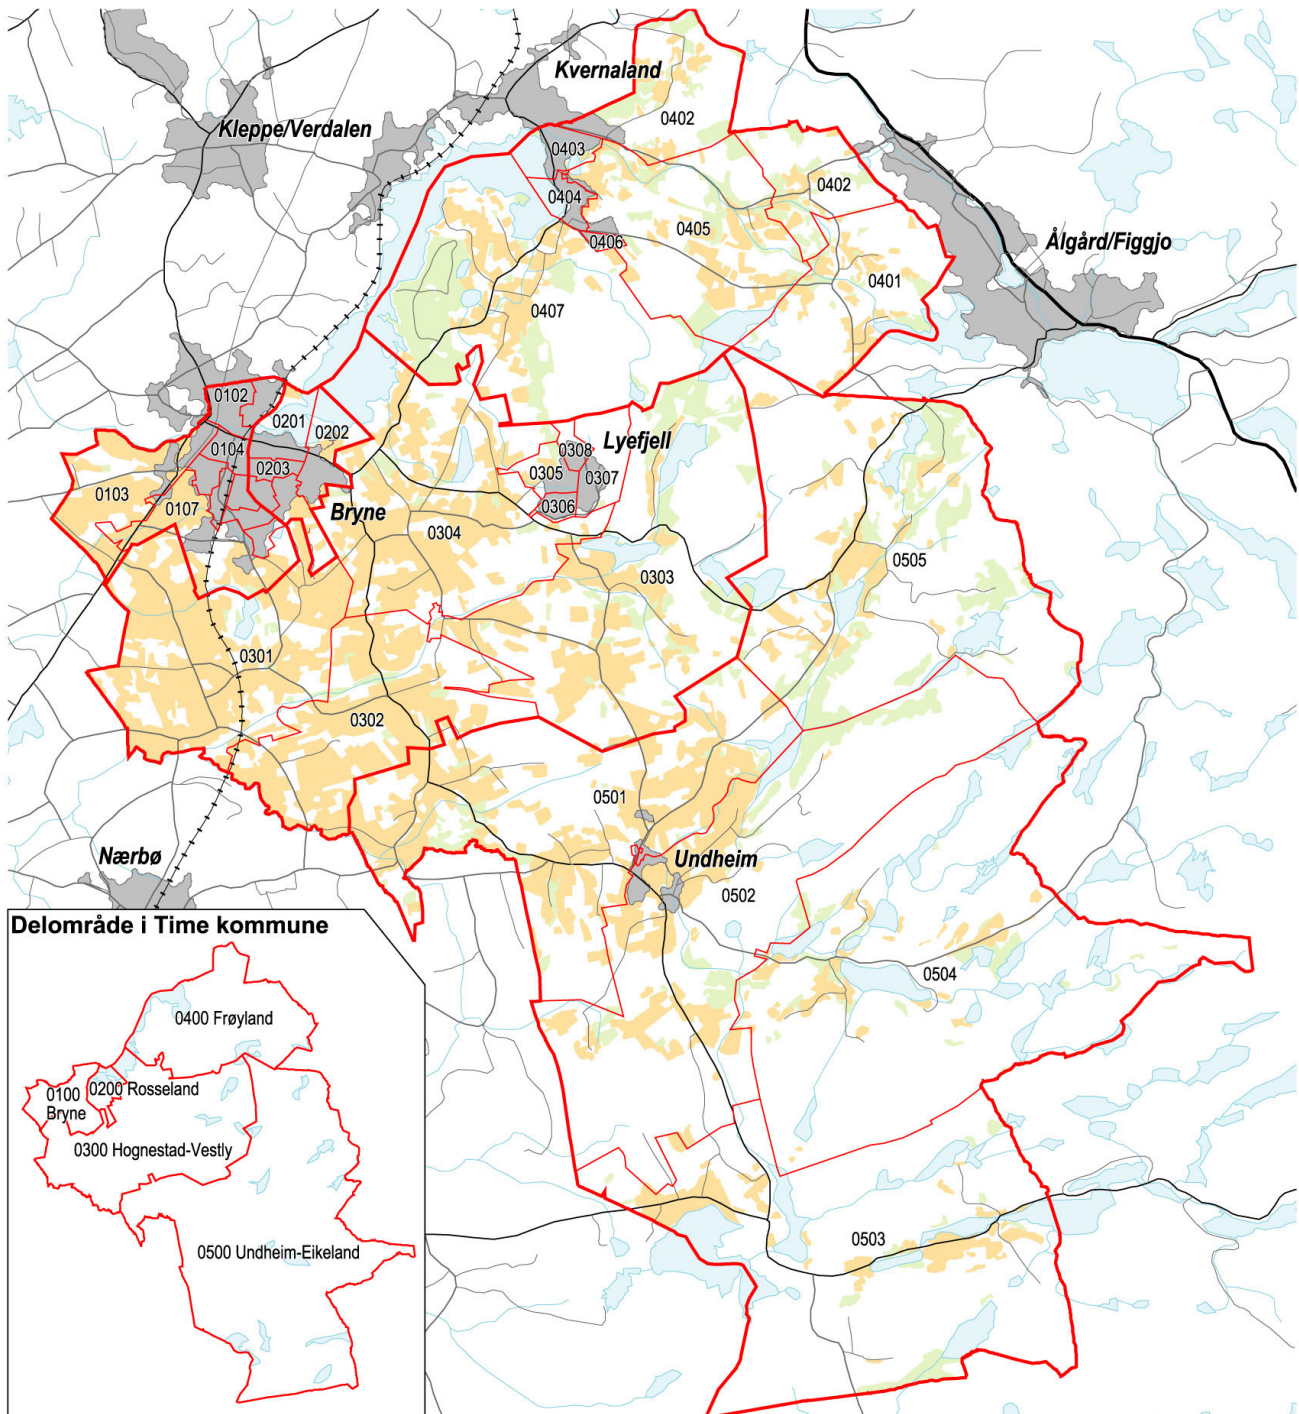 Kvernaland
Kleppe/Verdalen
0402
0403
0402
0404
0405
0406
Ålgård/Figgjo
0401
0407
0102
0201
0202
Lyefjell
0104
0308
0203
0305
0307
0103
0107
0306
Bryne
0304
0303
0505
0301
0302
0501
Nærbø
Undheim
0502
0504
0503
Delområde i Time kommune
0400 Frøyland
0100
Bryne
0200 Rosseland
0300 Hognestad-Vestly
0500 Undheim-Eikeland